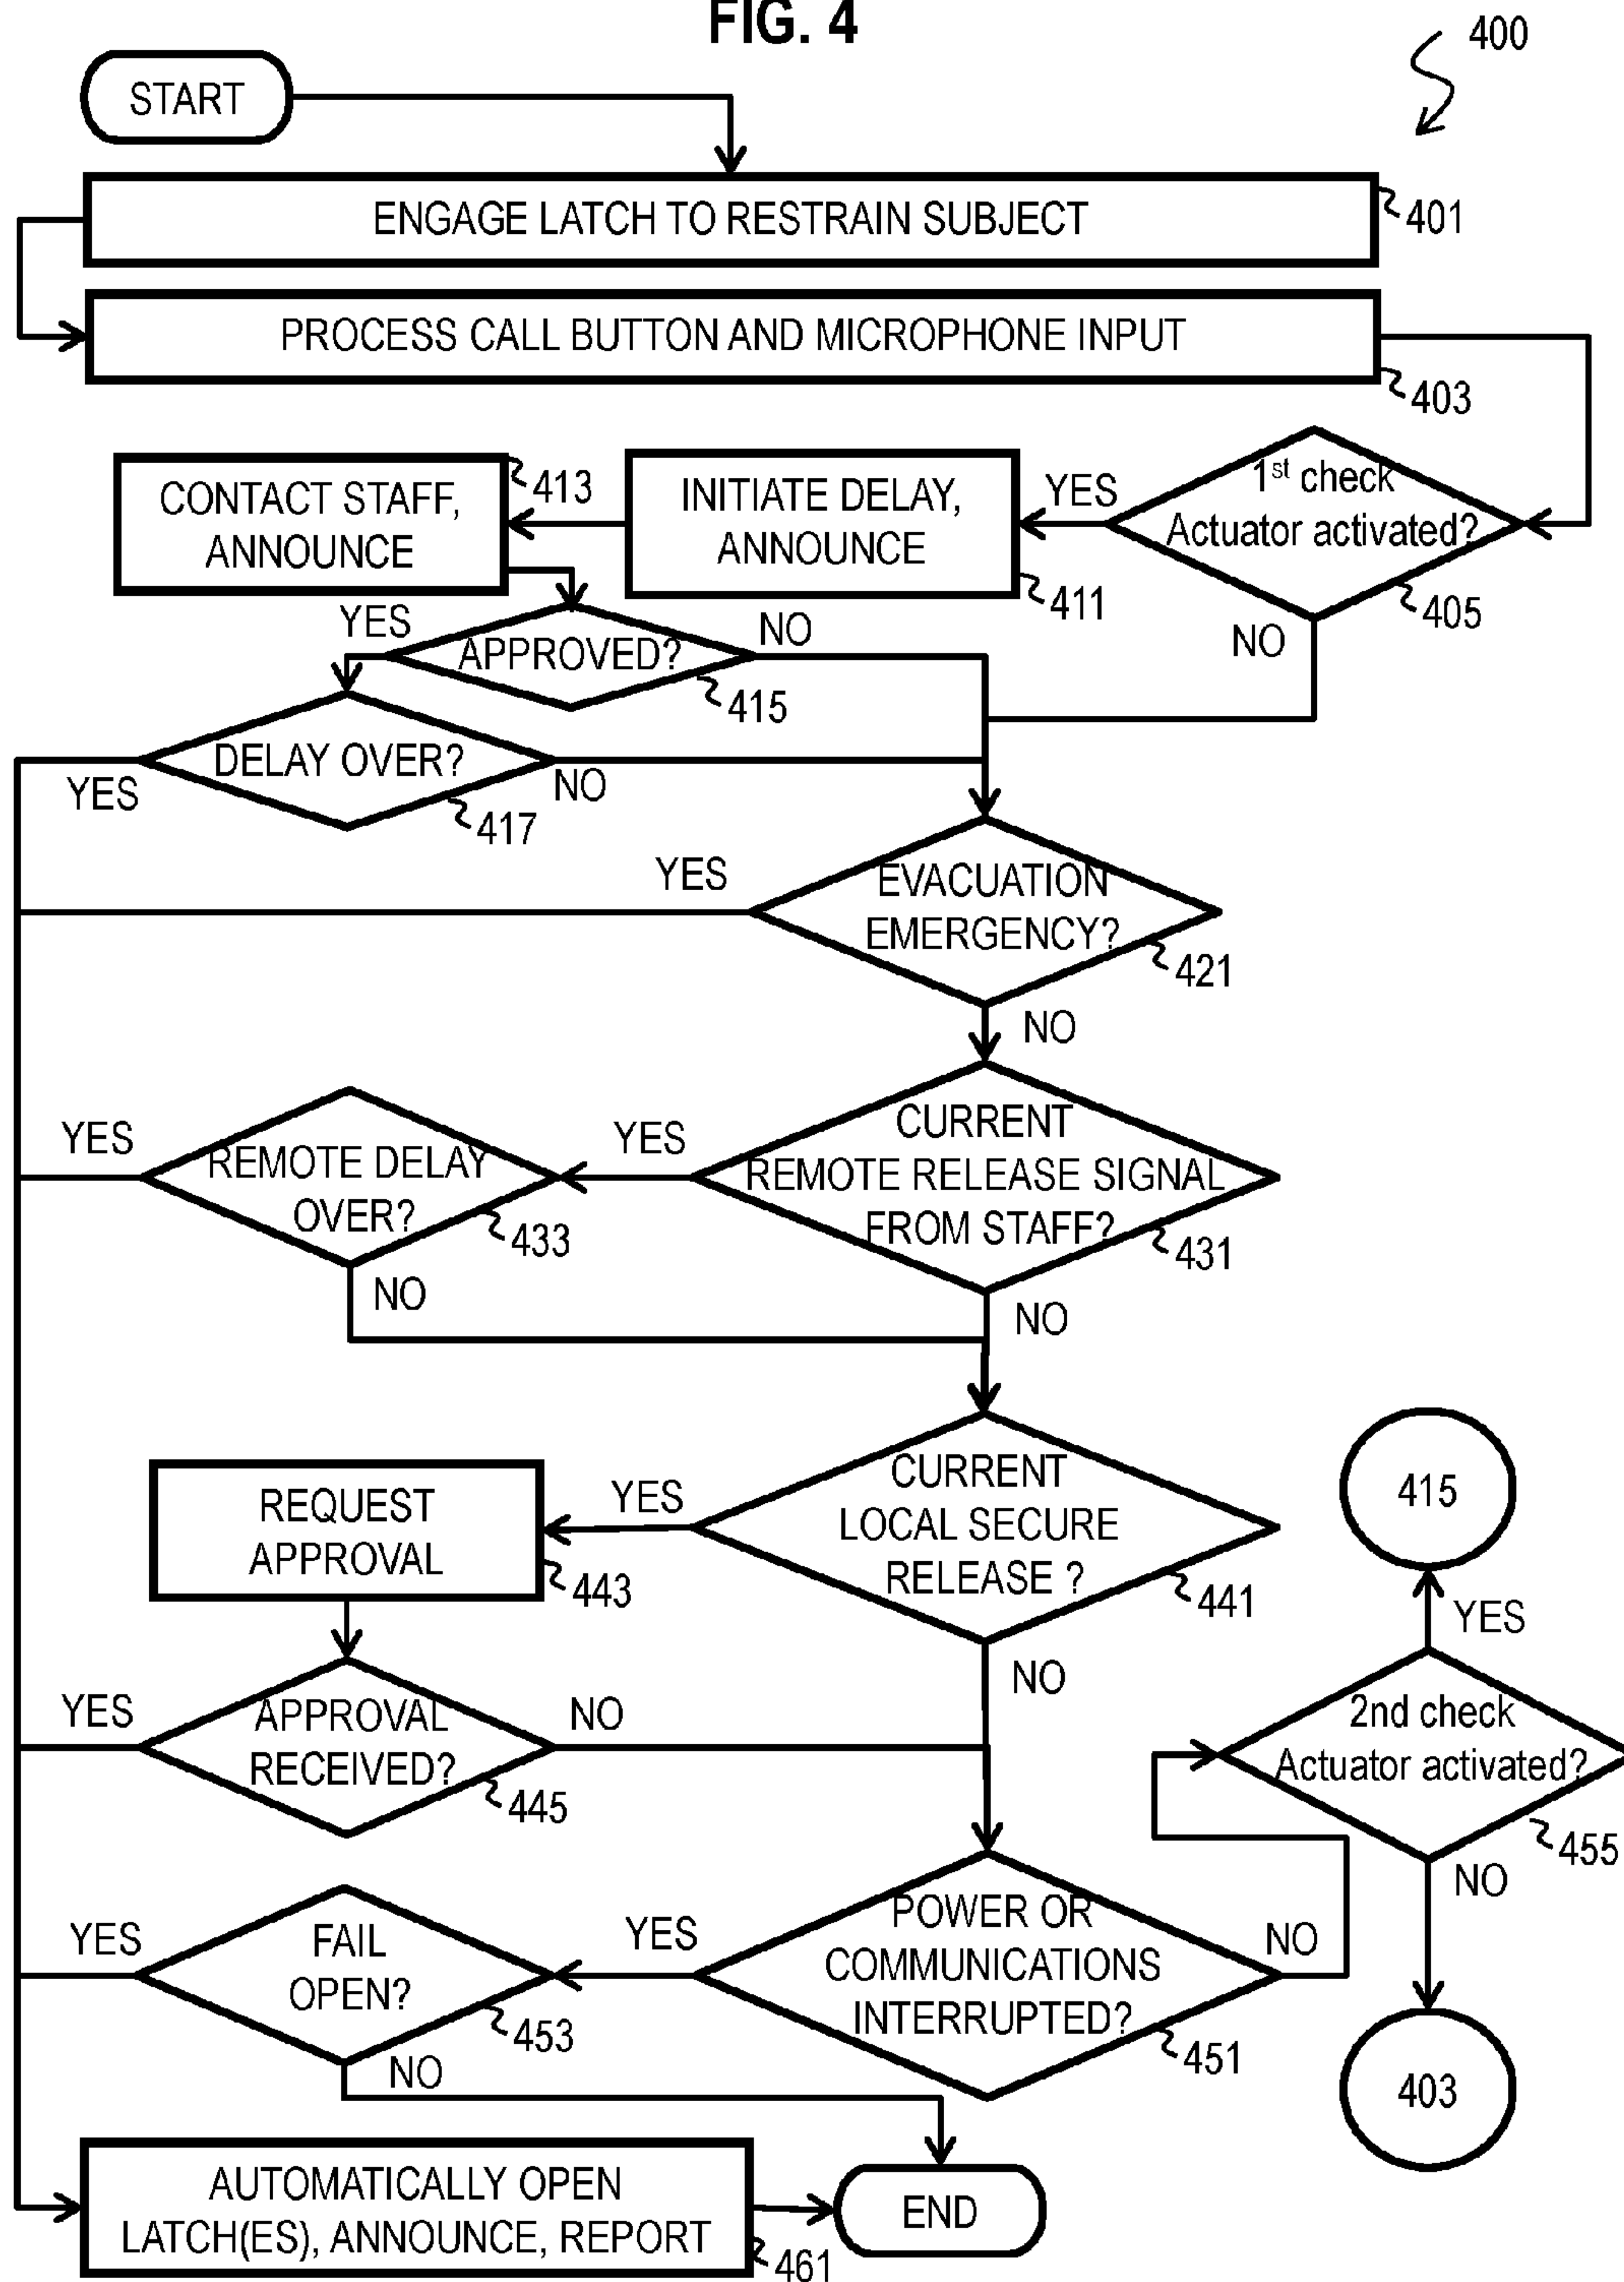 FIG. 4
400
START
ENGAGE LATCH TO RESTRAIN SUBJECT
401
PROCESS CALL BUTTON AND MICROPHONE INPUT
403
1st check
Actuator activated?
405
YES
NO
INITIATE DELAY,
ANNOUNCE
411
CONTACT STAFF,
ANNOUNCE
413
APPROVED?
415
YES
NO
DELAY OVER?
417
YES
NO
EVACUATION
EMERGENCY?
421
YES
NO
CURRENT
REMOTE RELEASE SIGNAL
FROM STAFF?
431
YES
NO
REMOTE DELAY
OVER?
433
YES
NO
CURRENT
LOCAL SECURE
RELEASE ?
441
YES
NO
REQUEST
APPROVAL
443
APPROVAL
RECEIVED?
445
YES
NO
POWER OR
COMMUNICATIONS
INTERRUPTED?
451
YES
NO
FAIL
OPEN?
453
YES
NO
415
YES
2nd check
Actuator activated?
455
NO
403
AUTOMATICALLY OPEN
LATCH(ES), ANNOUNCE, REPORT
461
END